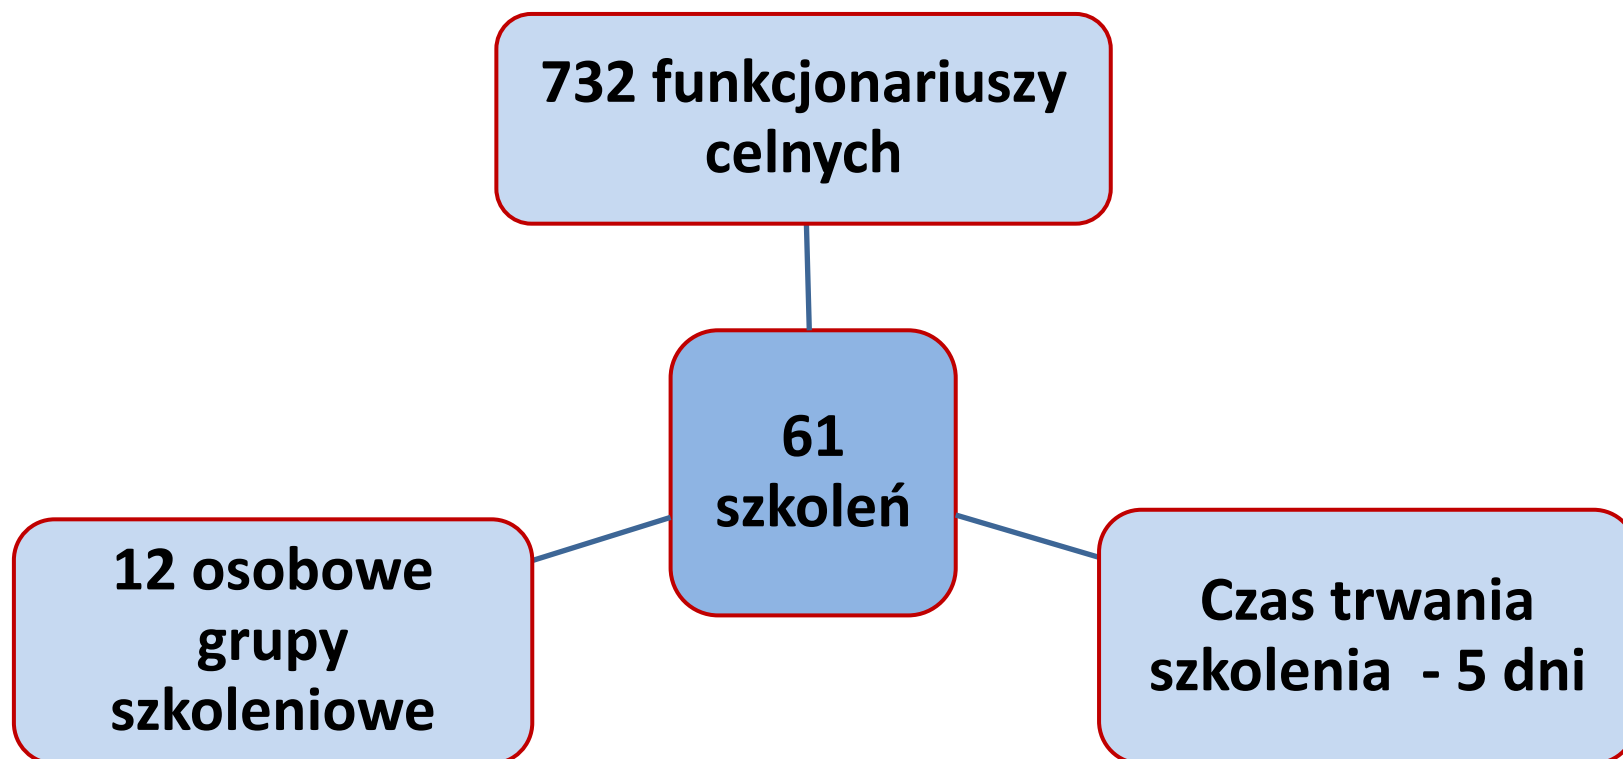 732 funkcjonariuszy
celnych
61
szkoleń
12 osobowe
grupy
szkoleniowe
Czas trwania
szkolenia  - 5 dni